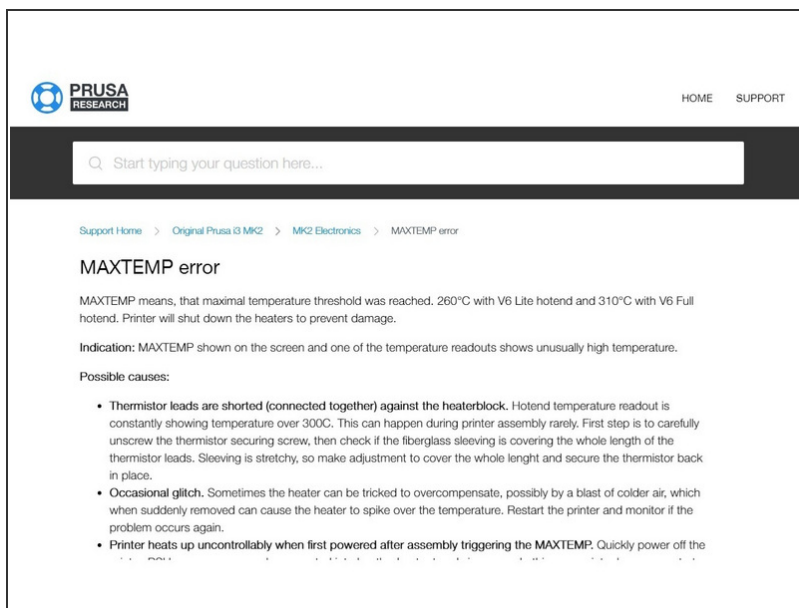 PRUSA
RESEARCH
HOME SUPPORT
Start typing your question here...
Support Home > Original Prusa i3 MK2 > MK2 Electronics > MAXTEMP error
MAXTEMP error
MAXTEMP means, that maximal temperature threshold was reached. 260°C with V6 Lite hotend and 310°C with V6 Full
hotend. Printer will shut down the heaters to prevent damage.
Indication: MAXTEMP shown on the screen and one of the temperature readouts shows unusually high temperature.
Possible causes:
• Thermistor leads are shorted (connected together) against the heaterblock. Hotend temperature readout is
constantly showing temperature over 300C. This can happen during printer assembly rarely. First step is to carefully
unscrew the thermistor securing screw, then check if the fiberglass sleeving is covering the whole length of the
thermistor leads. Sleeving is stretchy, so make adjustment to cover the whole lenght and secure the thermistor back
in place.
• Occasional glitch. Sometimes the heater can be tricked to overcompensate, possibly by a blast of colder air, which
when suddenly removed can cause the heater to spike over the temperature. Restart the printer and monitor if the
problem occurs again.
• Printer heats up uncontrollably when first powered after assembly triggering the MAXTEMP. Quickly power off the